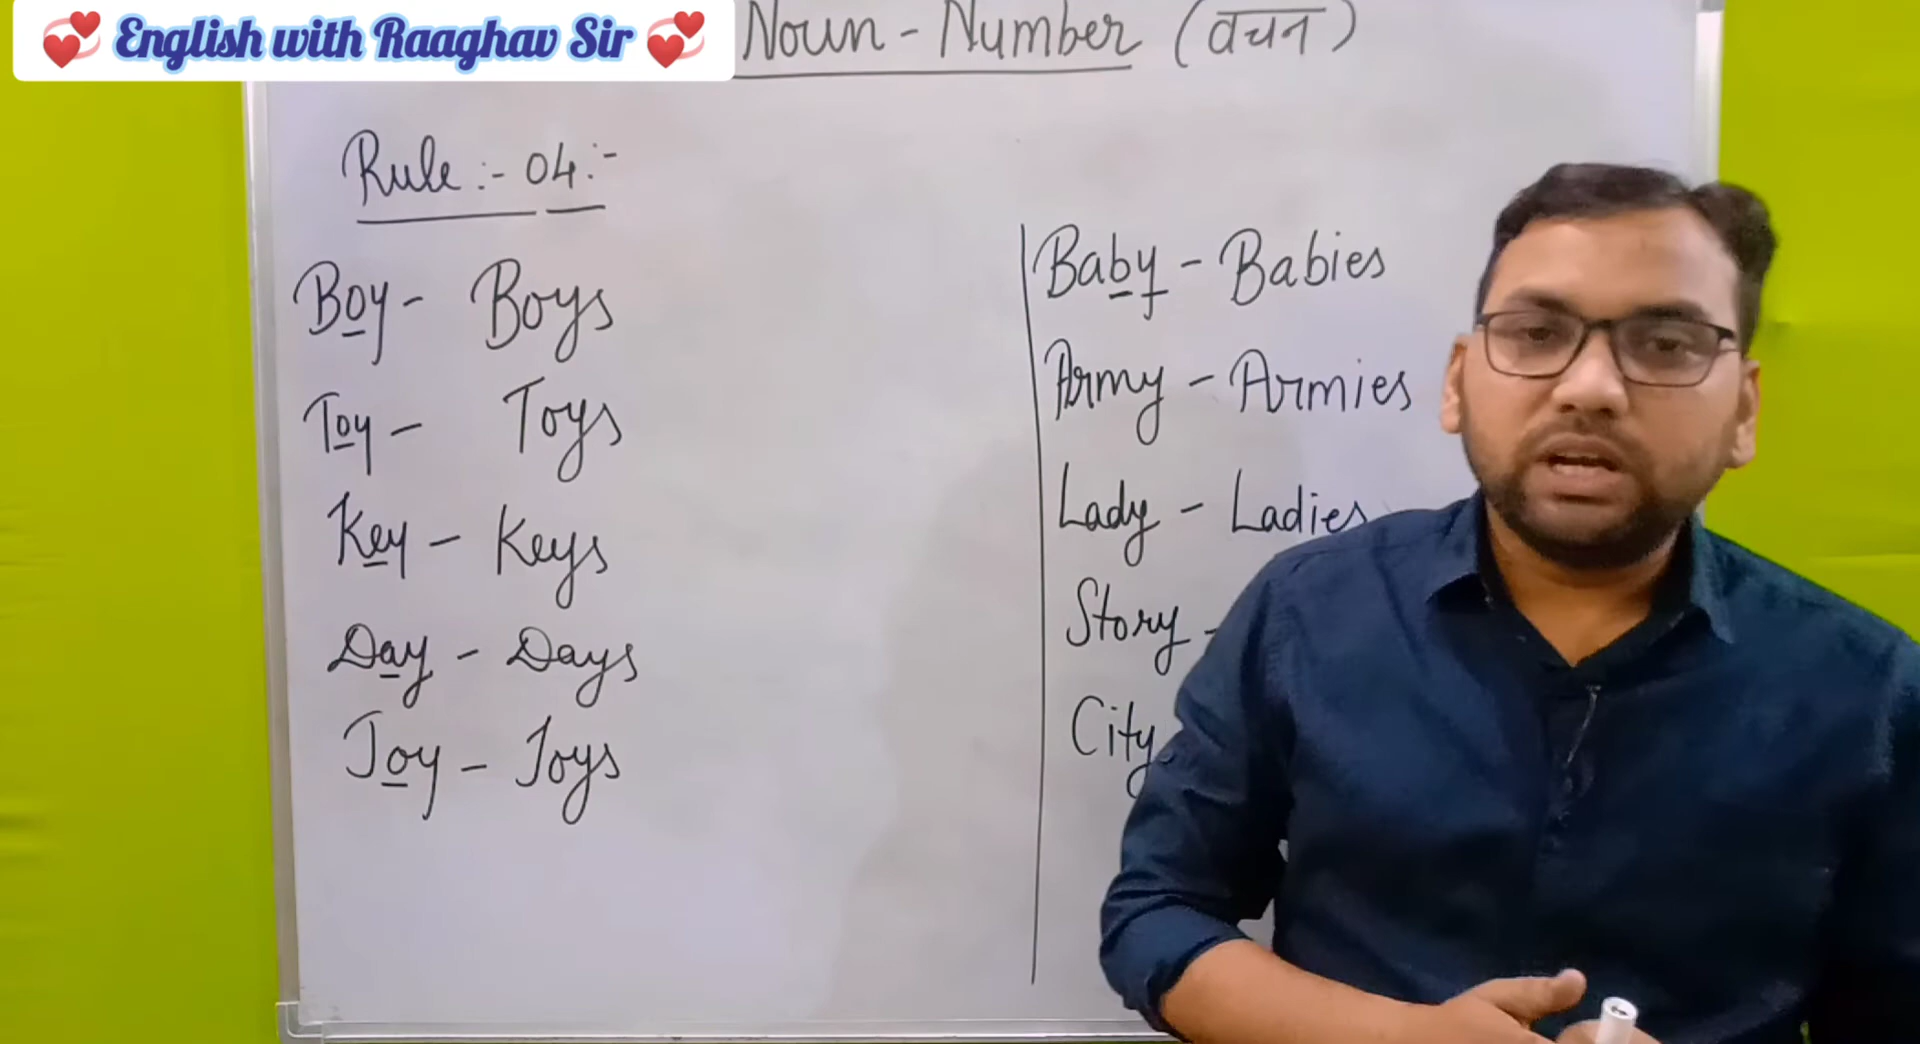 English with Raaghav Sir
Noun - Number (वचन)
Rule :- 04 :-
Boy - Boys
Toy - Toys
Key - Keys
Day - Days
Joy - Joys
Baby - Babies
Army - Armies
Lady - Ladies
Story -
City